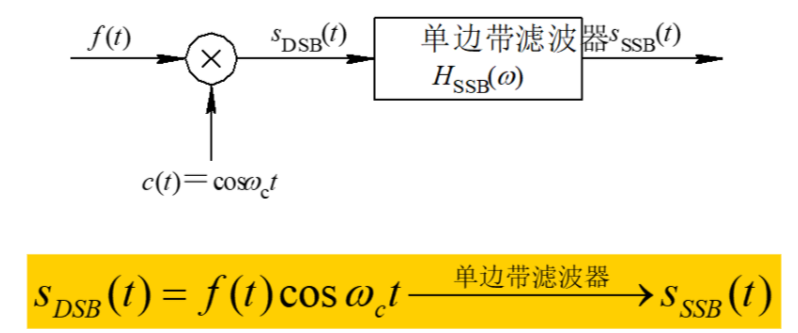 f(t)
s_DSB(t)
单边带滤波器
H_SSB(ω)
s_SSB(t)
×
c(t)=cosω_c t
s_DSB(t) = f(t) cos ω_c t —单边带滤波器→ s_SSB(t)